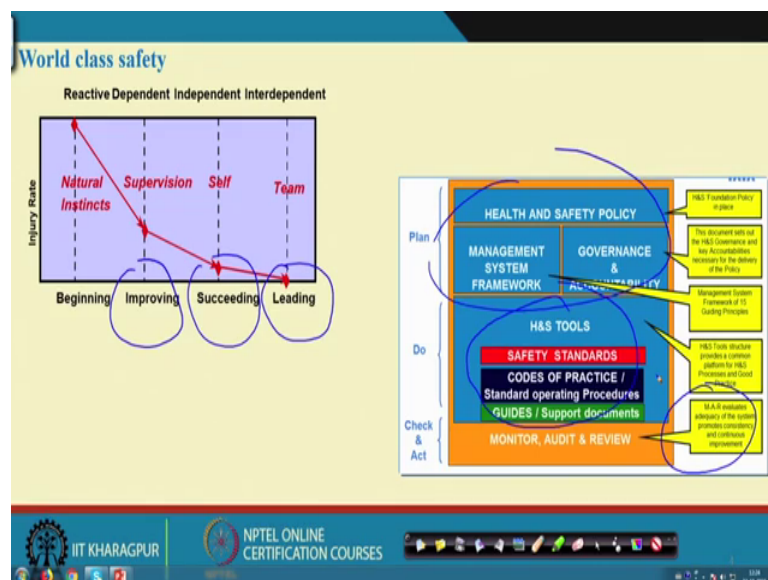 World class safety
Reactive Dependent Independent Interdependent
Injury Rate
Natural Instincts
Supervision
Self
Team
Beginning
Improving
Succeeding
Leading
Plan
Do
Check
&
Act
HEALTH AND SAFETY POLICY
MANAGEMENT
SYSTEM
FRAMEWORK
GOVERNANCE
&
ACCOUNTABILITY
H&S TOOLS
SAFETY STANDARDS
CODES OF PRACTICE /
Standard operating Procedures
GUIDES / Support documents
MONITOR, AUDIT & REVIEW
H&S Foundation Policy
in place
This document sets out
the H&S Governance and
key Accountabilities
necessary for the delivery of
the Policy
Management System
Framework of 15
Guiding Principles
H&S Tools structure
provides a common
platform for H&S
Processes and Good
Practice
M-A-R evaluates
adequacy of the system
promotes consistency
and continuous
improvement
IIT KHARAGPUR
NPTEL ONLINE
CERTIFICATION COURSES